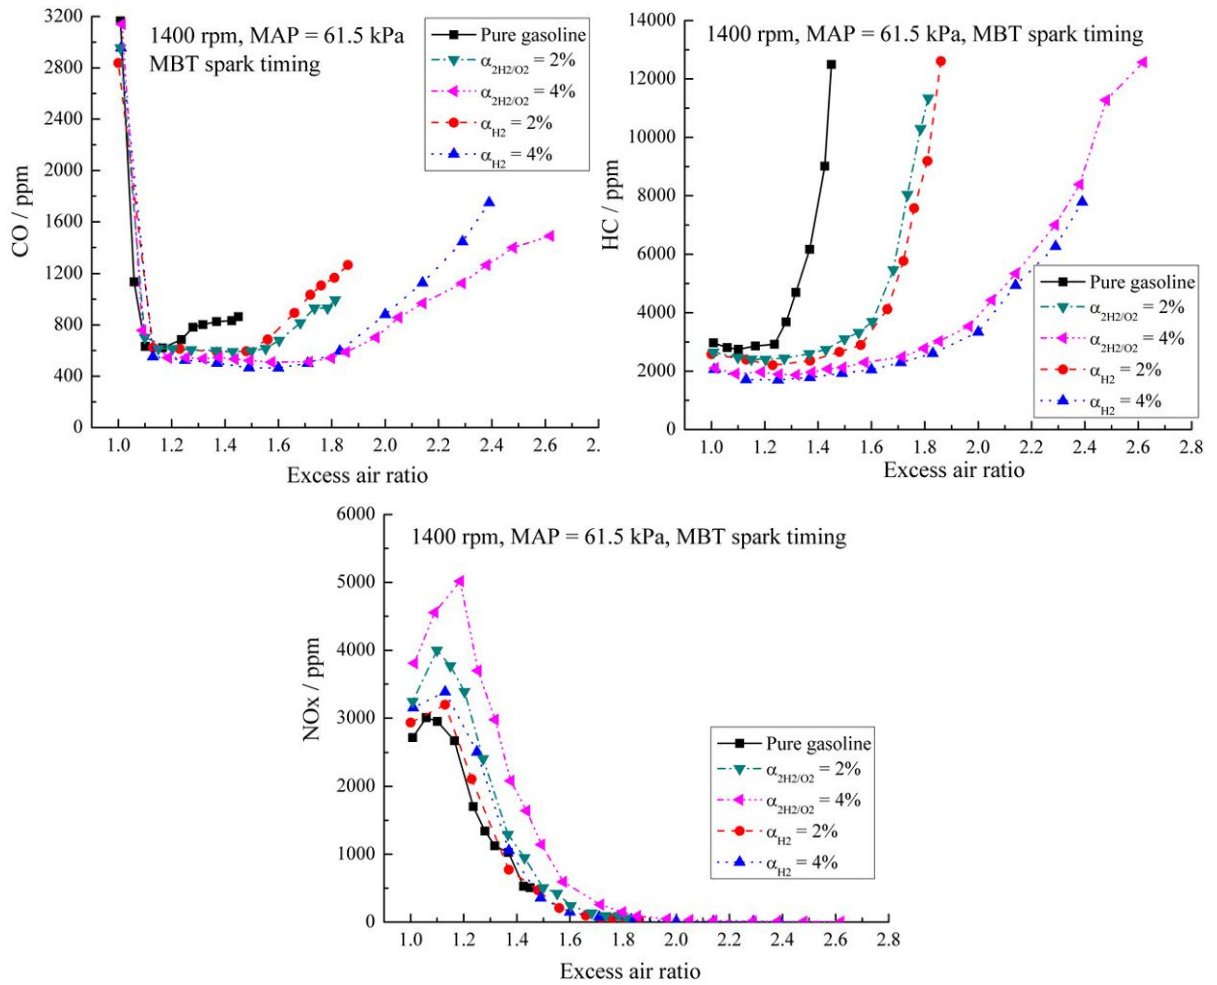 1400 rpm, MAP = 61.5 kPa
MBT spark timing
Pure gasoline
α2H2/O2 = 2%
α2H2/O2 = 4%
αH2 = 2%
αH2 = 4%
CO / ppm
3200
2800
2400
2000
1600
1200
800
400
0
1.0 1.2 1.4 1.6 1.8 2.0 2.2 2.4 2.6 2.
Excess air ratio
1400 rpm, MAP = 61.5 kPa, MBT spark timing
HC / ppm
14000
12000
10000
8000
6000
4000
2000
0
Pure gasoline
α2H2/O2 = 2%
α2H2/O2 = 4%
αH2 = 2%
αH2 = 4%
1.0 1.2 1.4 1.6 1.8 2.0 2.2 2.4 2.6 2.8
Excess air ratio
1400 rpm, MAP = 61.5 kPa, MBT spark timing
NOx / ppm
6000
5000
4000
3000
2000
1000
0
Pure gasoline
α2H2/O2 = 2%
α2H2/O2 = 4%
αH2 = 2%
αH2 = 4%
1.0 1.2 1.4 1.6 1.8 2.0 2.2 2.4 2.6 2.8
Excess air ratio